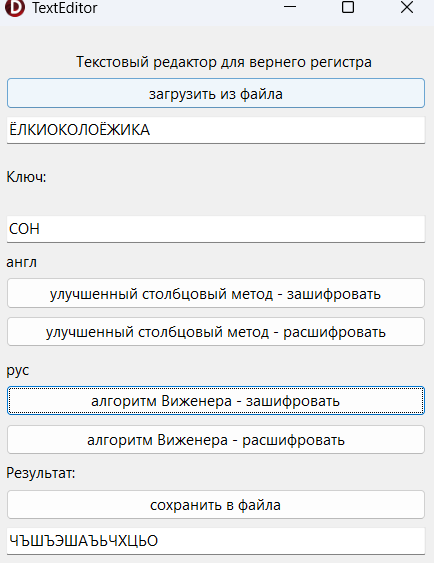 TextEditor
Текстовый редактор для вернего регистра
загрузить из файла
ЁЛКИОКОЛОЁЖИКА
Ключ:
СОН
англ
улучшенный столбцовый метод - зашифровать
улучшенный столбцовый метод - расшифровать
рус
алгоритм Виженера - зашифровать
алгоритм Виженера - расшифровать
Результат:
сохранить в файла
ЧЪШЪЭШАЪЬЧХЦЬО